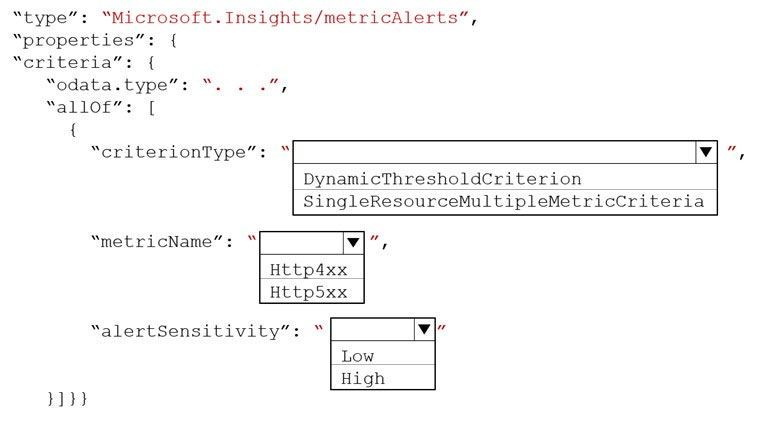 “type”: “Microsoft.Insights/metricAlerts”,
“properties”: {
“criteria”: {
“odata.type”: “. . .”,
“allOf”: [
{
“criterionType”: “ ▼ ”,
DynamicThresholdCriterion
SingleResourceMultipleMetricCriteria
“metricName”: “ ▼ ”,
Http4xx
Http5xx
“alertSensitivity”: “ ▼ ”
Low
High
}]}}